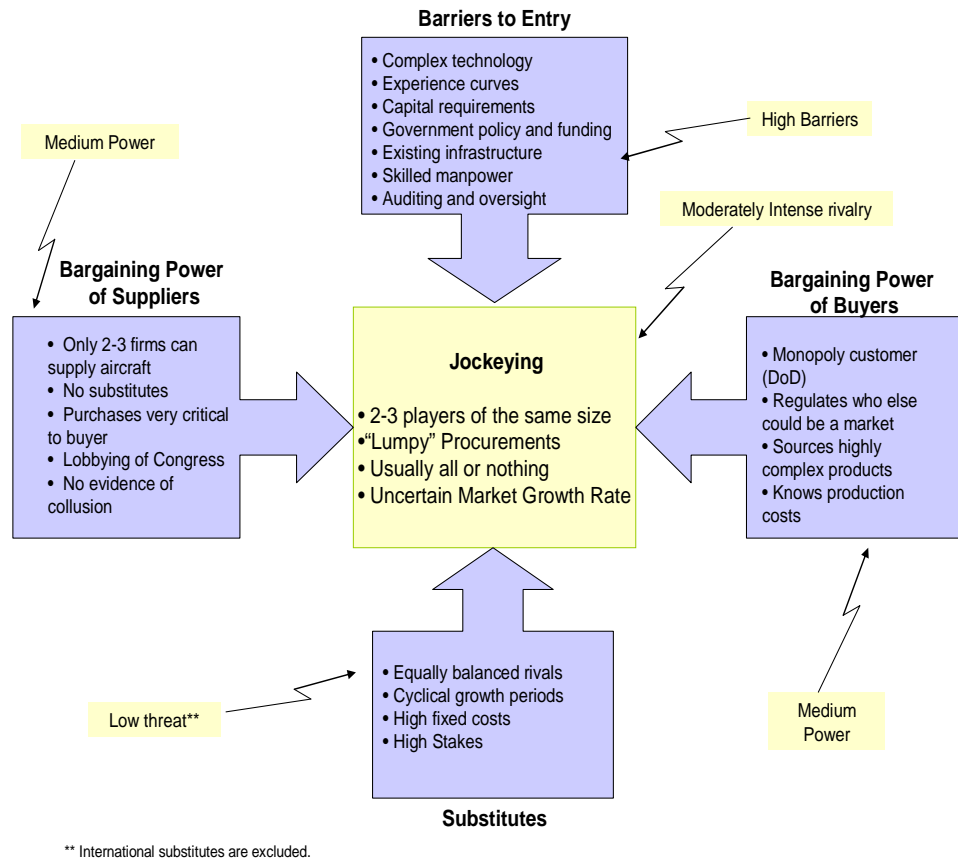 Barriers to Entry
• Complex technology
• Experience curves
• Capital requirements
• Government policy and funding
• Existing infrastructure
• Skilled manpower
• Auditing and oversight
High Barriers
Medium Power
Moderately Intense rivalry
Bargaining Power
of Suppliers
• Only 2-3 firms can
supply aircraft
• No substitutes
• Purchases very critical
to buyer
• Lobbying of Congress
• No evidence of
collusion
Jockeying
• 2-3 players of the same size
•“Lumpy” Procurements
• Usually all or nothing
• Uncertain Market Growth Rate
Bargaining Power
of Buyers
• Monopoly customer
(DoD)
• Regulates who else
could be a market
• Sources highly
complex products
• Knows production
costs
Medium
Power
Low threat**
• Equally balanced rivals
• Cyclical growth periods
• High fixed costs
• High Stakes
Substitutes
** International substitutes are excluded.